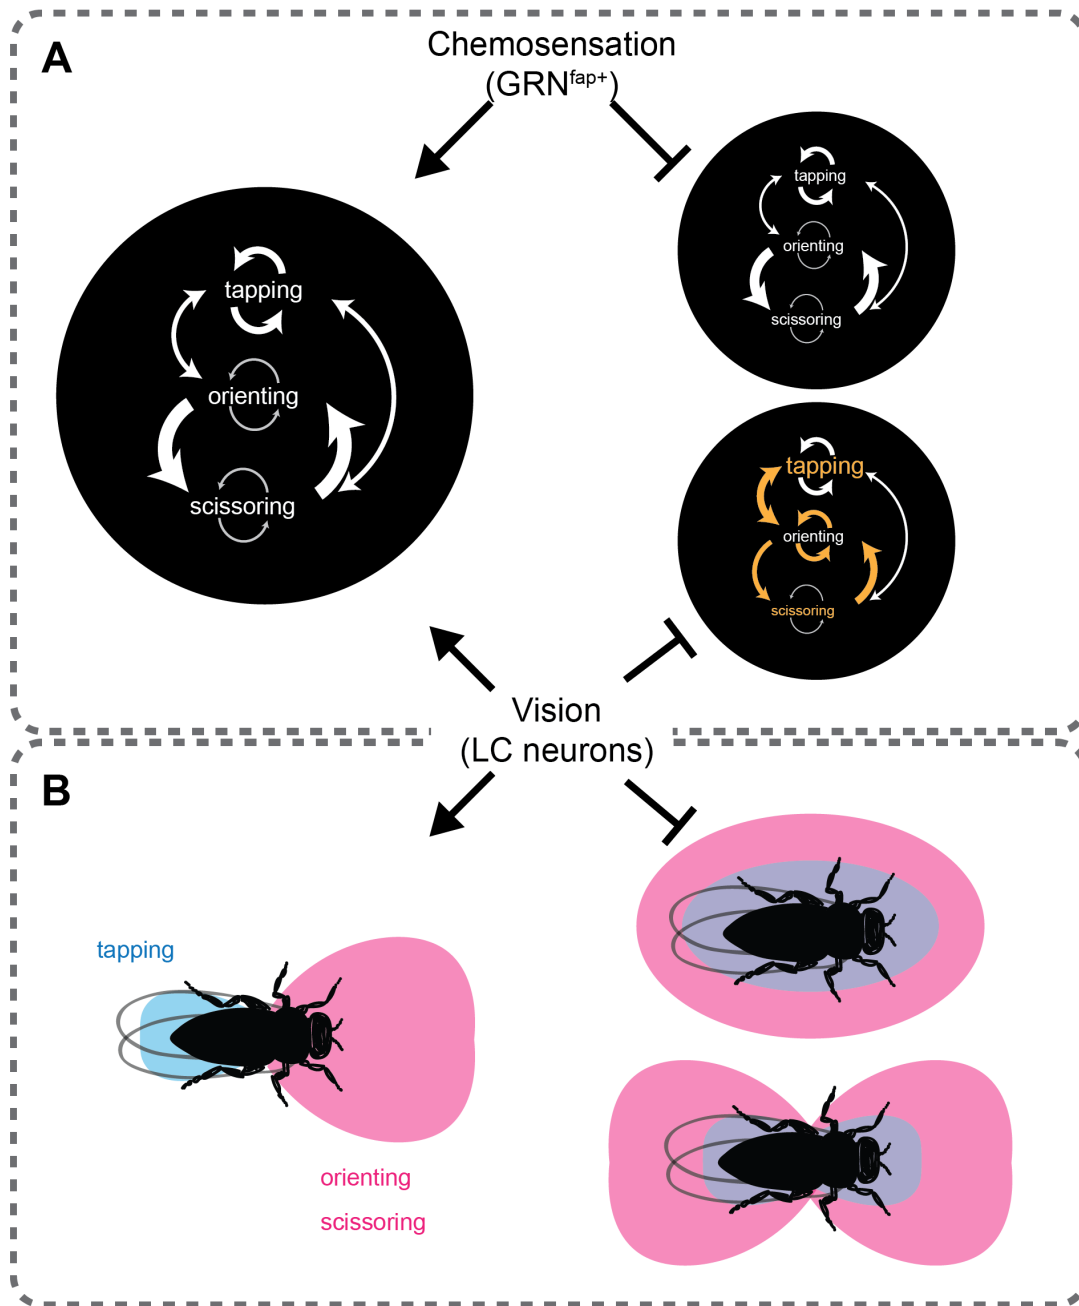 A
Chemosensation
(GRNfap+)
tapping
orienting
scissoring
tapping
orienting
scissoring
tapping
orienting
scissoring
Vision
(LC neurons)
B
tapping
orienting
scissoring